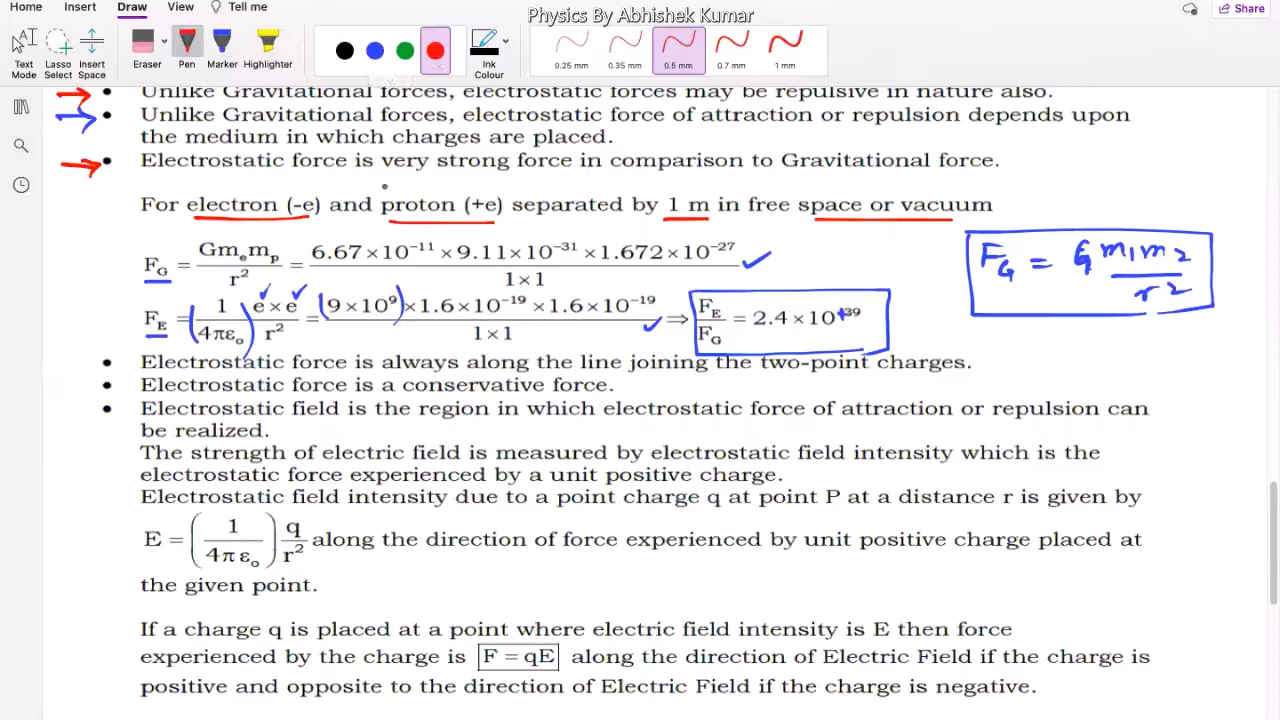 Home Insert Draw View Tell me
Physics By Abhishek Kumar
Share
Text Mode Lasso Select Insert Space Eraser Pen Marker Highlighter Ink Colour 0.25 mm 0.35 mm 0.5 mm 0.7 mm 1 mm
• Unlike Gravitational forces, electrostatic forces may be repulsive in nature also.
• Unlike Gravitational forces, electrostatic force of attraction or repulsion depends upon
the medium in which charges are placed.
• Electrostatic force is very strong force in comparison to Gravitational force.
For electron (-e) and proton (+e) separated by 1 m in free space or vacuum
F_G = Gm_e m_p / r² = 6.67×10⁻¹¹ ×9.11×10⁻³¹ ×1.672×10⁻²⁷ / 1×1 ✓
F_G = G m₁m₂ / r²
F_E = (1 / 4πε₀) e×e / r² = (9×10⁹)×1.6×10⁻¹⁹ ×1.6×10⁻¹⁹ / 1×1 ✓ ⇒ F_E / F_G = 2.4×10⁺³⁹
• Electrostatic force is always along the line joining the two-point charges.
• Electrostatic force is a conservative force.
• Electrostatic field is the region in which electrostatic force of attraction or repulsion can
be realized.
The strength of electric field is measured by electrostatic field intensity which is the
electrostatic force experienced by a unit positive charge.
Electrostatic field intensity due to a point charge q at point P at a distance r is given by
E = (1 / 4π ε₀) q / r² along the direction of force experienced by unit positive charge placed at
the given point.
If a charge q is placed at a point where electric field intensity is E then force
experienced by the charge is F = qE along the direction of Electric Field if the charge is
positive and opposite to the direction of Electric Field if the charge is negative.